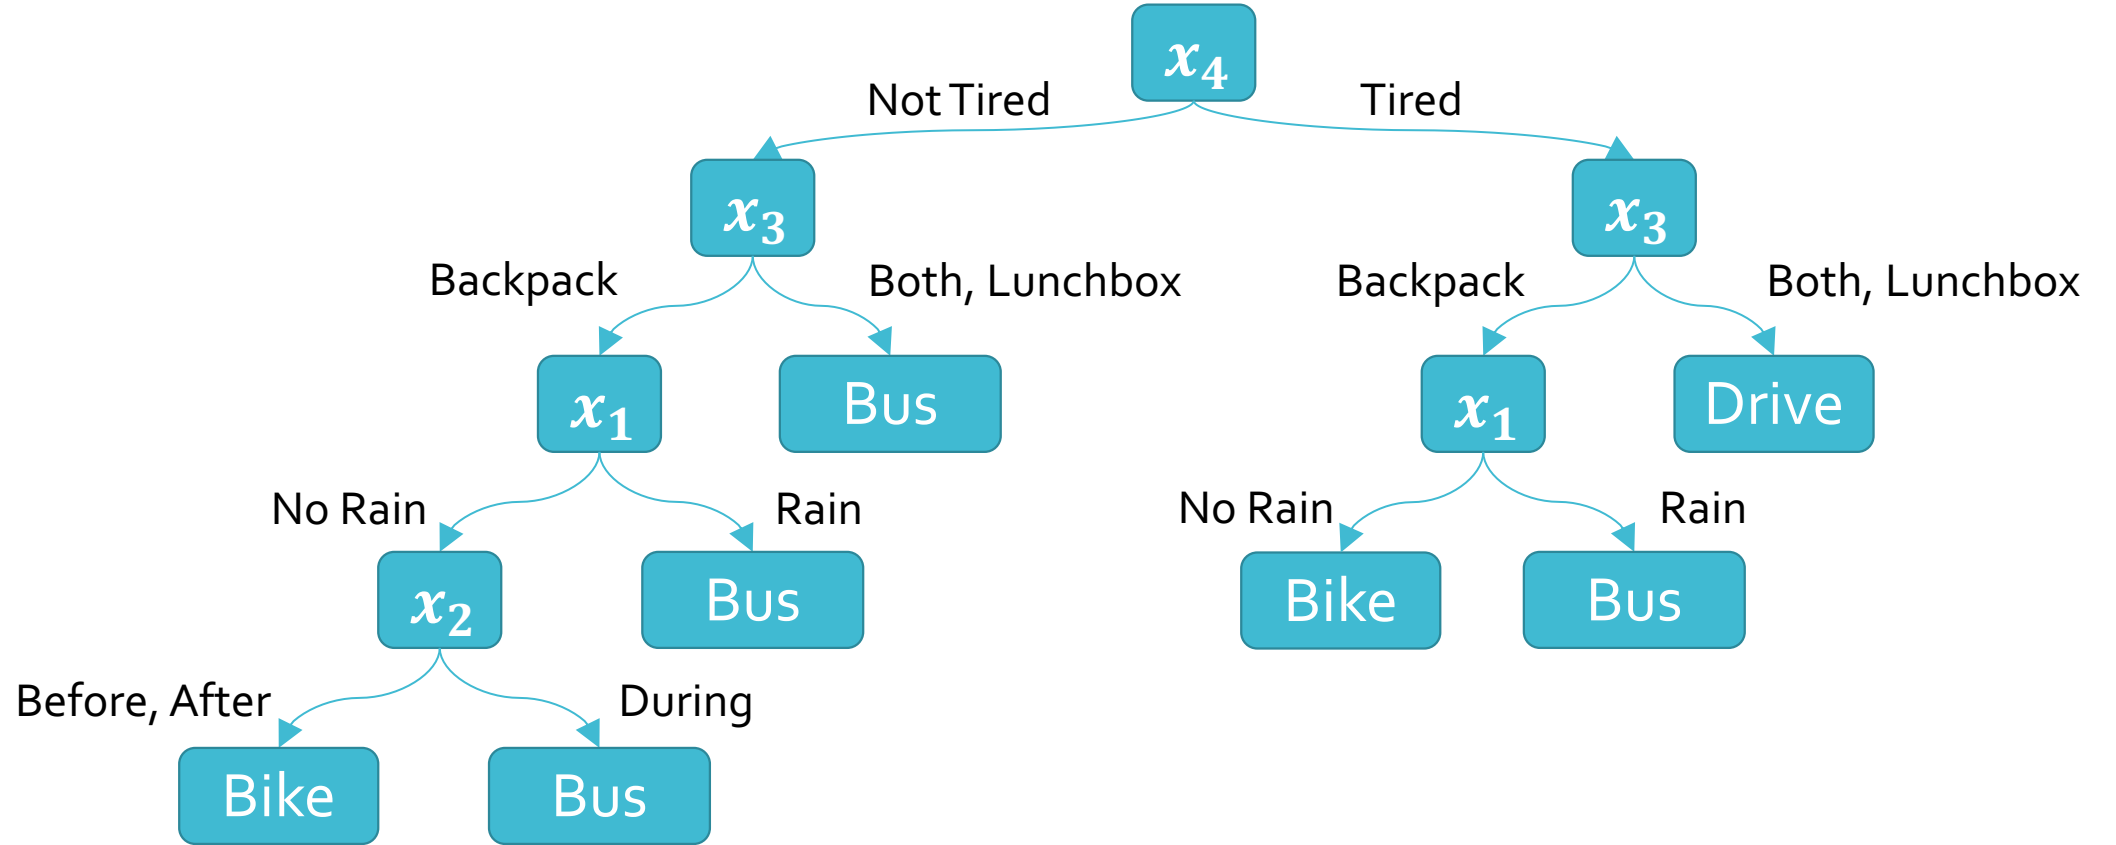 x4
Not Tired
Tired
x3
x3
Backpack
Both, Lunchbox
Backpack
Both, Lunchbox
x1
Bus
x1
Drive
No Rain
Rain
No Rain
Rain
x2
Bus
Bike
Bus
Before, After
During
Bike
Bus